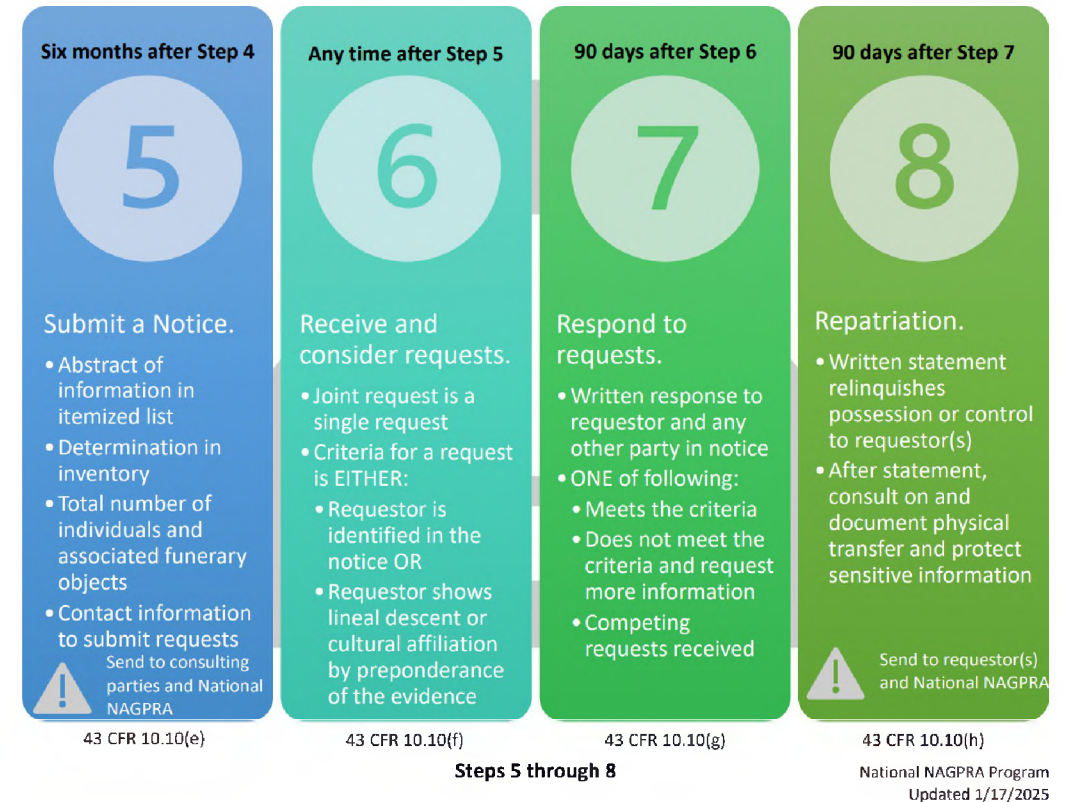 Six months after Step 4
5
Submit a Notice.
• Abstract of
information in
itemized list
• Determination in
inventory
• Total number of
individuals and
associated funerary
objects
• Contact information
to submit requests
Send to consulting
parties and National
NAGPRA
43 CFR 10.10(e)
Any time after Step 5
6
Receive and
consider requests.
• Joint request is a
single request
• Criteria for a request
is EITHER:
• Requestor is
identified in the
notice OR
• Requestor shows
lineal descent or
cultural affiliation
by preponderance
of the evidence
43 CFR 10.10(f)
90 days after Step 6
7
Respond to
requests.
• Written response to
requestor and any
other party in notice
• ONE of following:
• Meets the criteria
• Does not meet the
criteria and request
more information
• Competing
requests received
43 CFR 10.10(g)
90 days after Step 7
8
Repatriation.
• Written statement
relinquishes
possession or control
to requestor(s)
• After statement,
consult on and
document physical
transfer and protect
sensitive information
Send to requestor(s)
and National NAGPRA
43 CFR 10.10(h)
Steps 5 through 8
National NAGPRA Program
Updated 1/17/2025